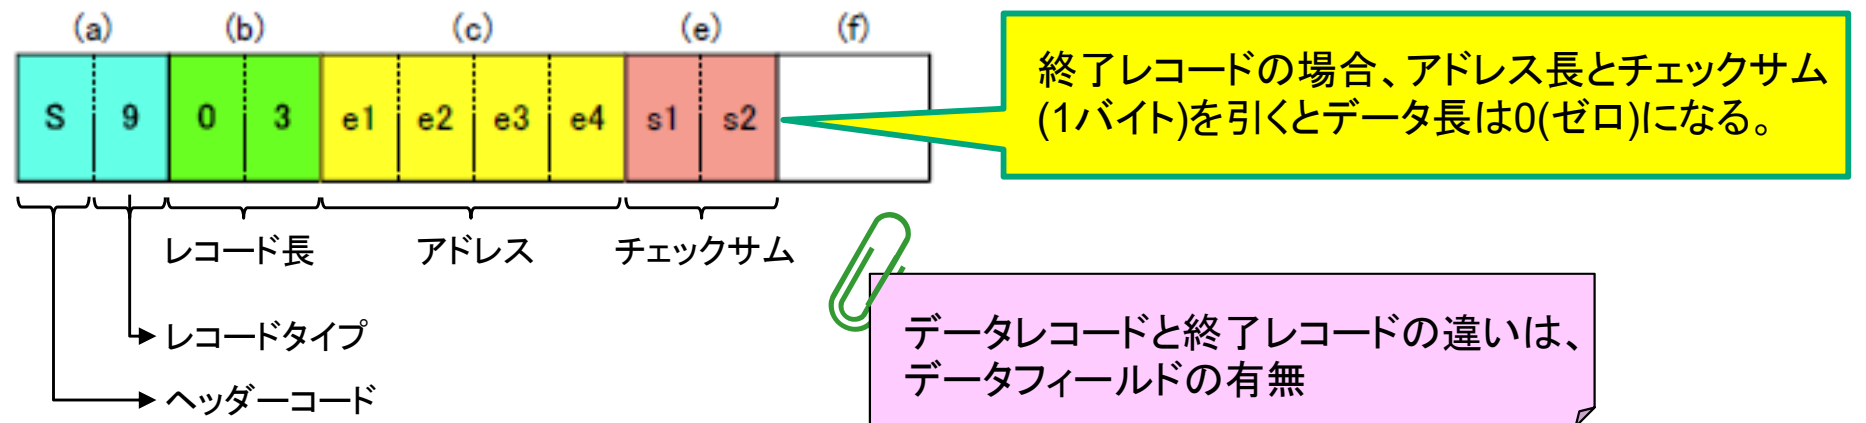 (a) (b) (c) (e) (f)
S 9 0 3 e1 e2 e3 e4 s1 s2
終了レコードの場合、アドレス長とチェックサム
(1バイト)を引くとデータ長は0(ゼロ)になる。
レコード長 アドレス チェックサム
レコードタイプ
ヘッダーコード
データレコードと終了レコードの違いは、
データフィールドの有無